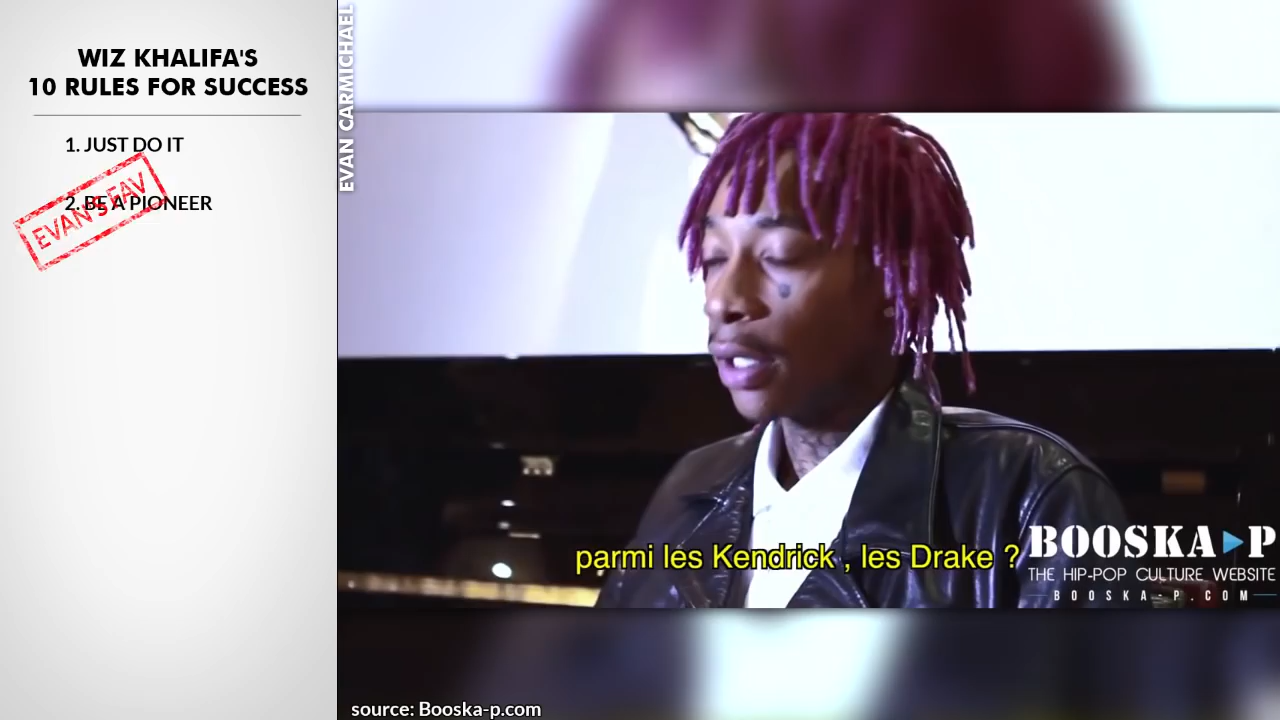 WIZ KHALIFA'S
10 RULES FOR SUCCESS
1. JUST DO IT
2. BE A PIONEER
EVAN'S FAV
EVAN CARMICHAEL
parmi les Kendrick , les Drake ?
BOOSKA P
THE HIP-POP CULTURE WEBSITE
BOOSKA-P.COM
source: Booska-p.com